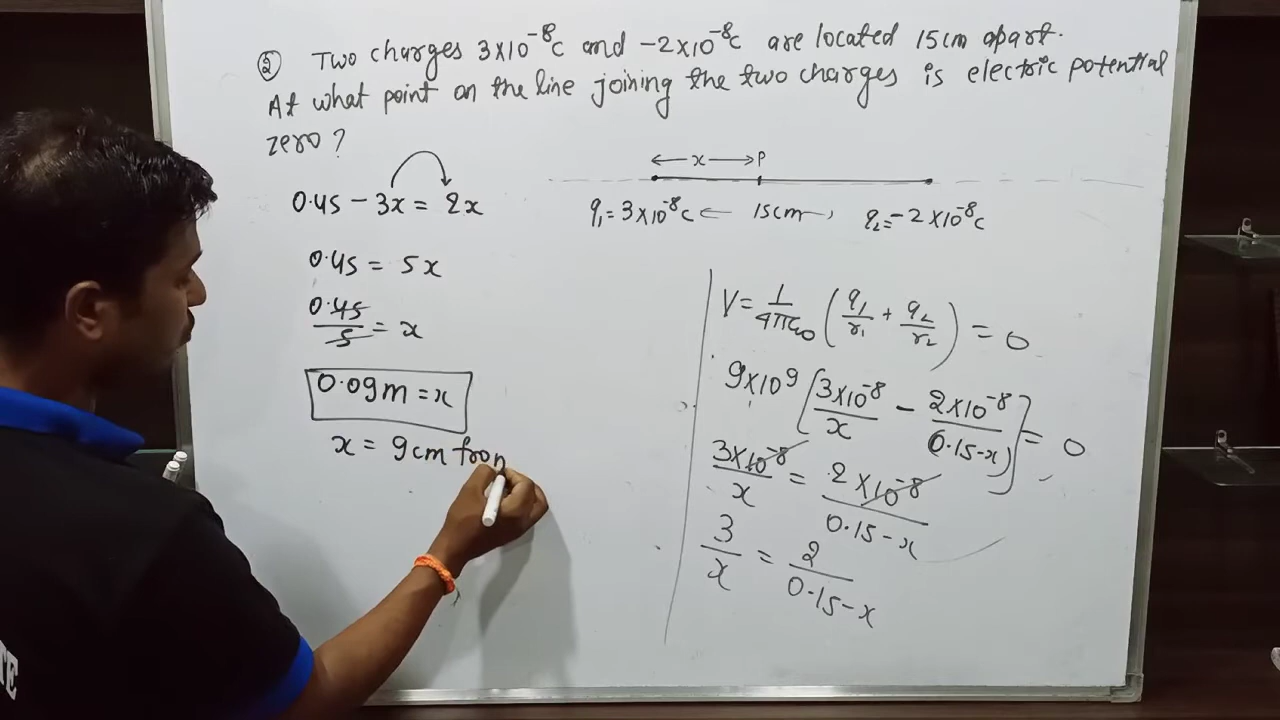 ② Two charges 3×10⁻⁸c and -2×10⁻⁸c are located 15cm apart.
At what point on the line joining the two charges is electric potential
zero?
← x → P
q₁=3×10⁻⁸c ← 15cm → q₂=-2×10⁻⁸c
0.45 - 3x = 2x
0.45 = 5x
0.45/5 = x
0.09m = x
x = 9cm from
V = 1/4π∈₀ (q₁/r₁ + q₂/r₂) = 0
9×10⁹ [3×10⁻⁸/x - 2×10⁻⁸/(0.15-x)] = 0
3×10⁻⁸/x = 2×10⁻⁸/0.15-x
3/x = 2/0.15-x
TE